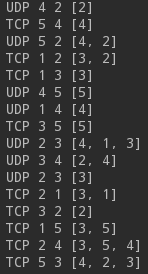 UDP 4 2 [2]
TCP 5 4 [4]
UDP 5 2 [4, 2]
TCP 1 2 [3, 2]
TCP 1 3 [3]
UDP 4 5 [5]
UDP 1 4 [4]
TCP 3 5 [5]
UDP 2 3 [4, 1, 3]
UDP 3 4 [2, 4]
UDP 2 3 [3]
TCP 2 1 [3, 1]
TCP 3 2 [2]
TCP 1 5 [3, 5]
TCP 2 4 [3, 5, 4]
TCP 5 3 [4, 2, 3]